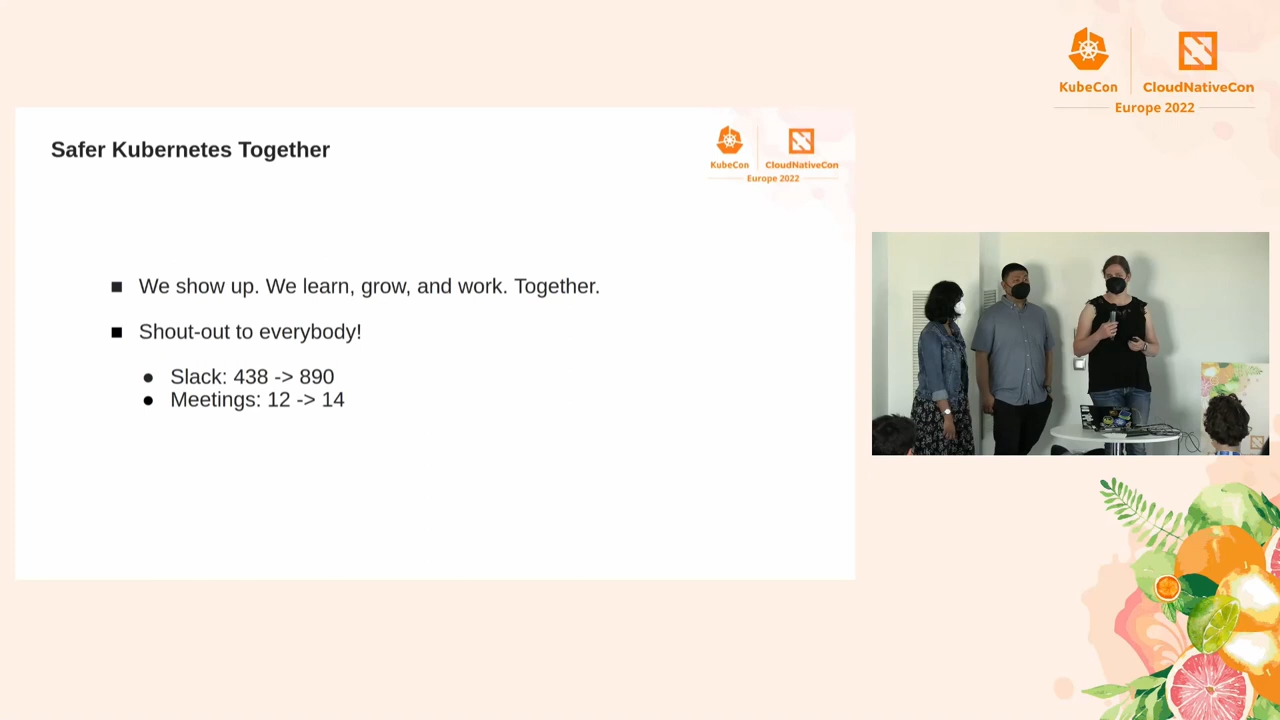 KubeCon
CloudNativeCon
Europe 2022
Safer Kubernetes Together
KubeCon
CloudNativeCon
Europe 2022
We show up. We learn, grow, and work. Together.
Shout-out to everybody!
Slack: 438 -> 890
Meetings: 12 -> 14